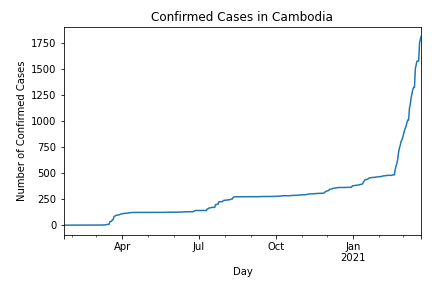 Confirmed Cases in Cambodia
Number of Confirmed Cases
1750
1500
1250
1000
750
500
250
0
Apr Jul Oct Jan
2021
Day